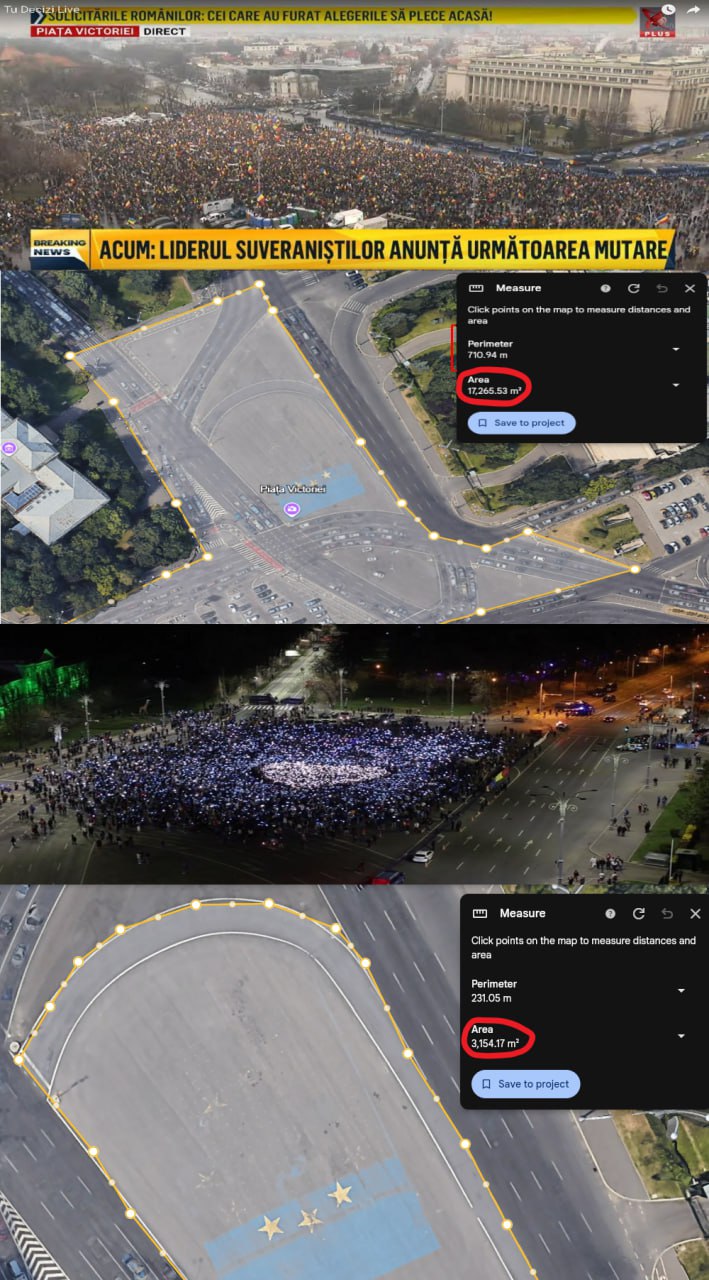 Tu Decizi Live
SOLICITĂRILE ROMÂNILOR: CEI CARE AU FURAT ALEGERILE SĂ PLECE ACASĂ!
PIAȚA VICTORIEI DIRECT
PLUS
BREAKING NEWS
ACUM: LIDERUL SUVERANIȘTILOR ANUNȚĂ URMĂTOAREA MUTARE
Measure
Click points on the map to measure distances and
area
Perimeter
710.94 m
Area
17,265.53 m²
Save to project
Piața Victoriei
Measure
Click points on the map to measure distances and
area
Perimeter
231.05 m
Area
3,154.17 m²
Save to project